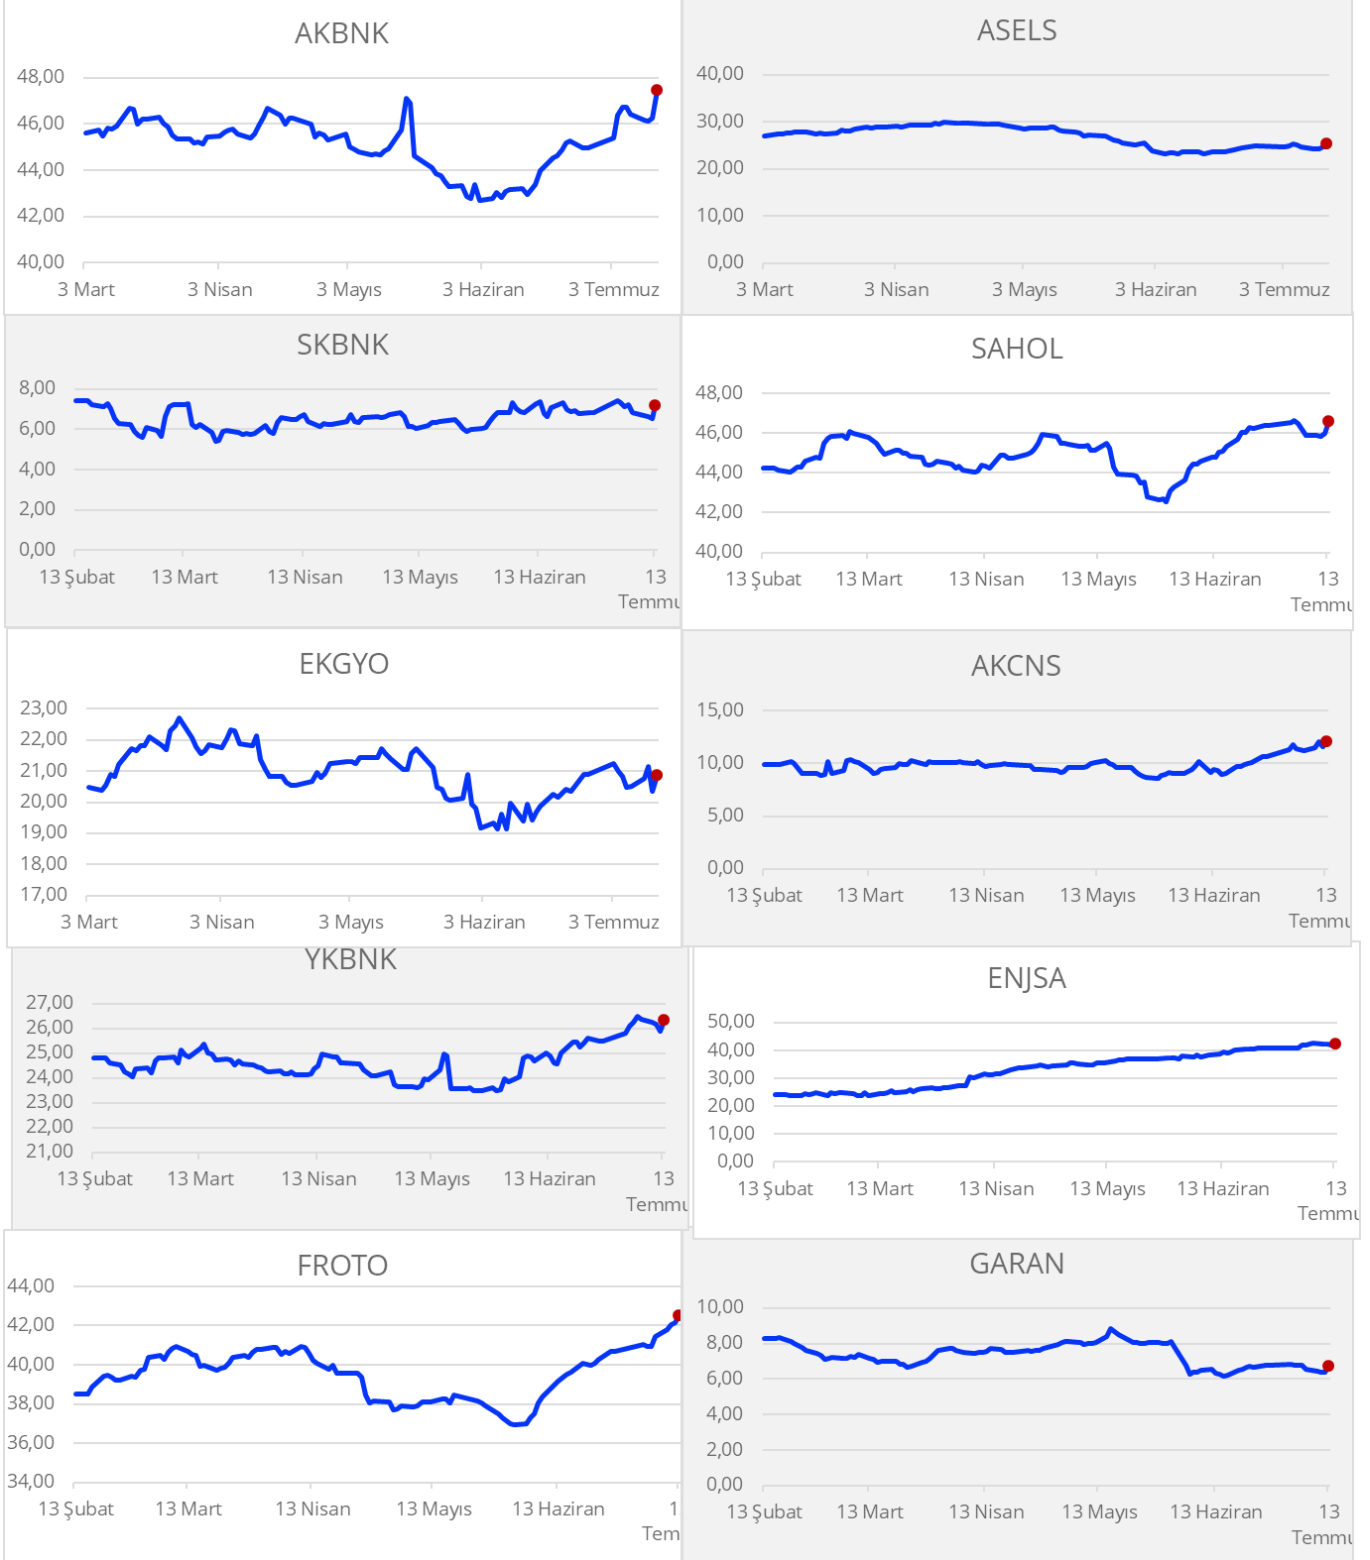 AKBNK
48,00
46,00
44,00
42,00
40,00
3 Mart 3 Nisan 3 Mayıs 3 Haziran 3 Temmuz
ASELS
40,00
30,00
20,00
10,00
0,00
3 Mart 3 Nisan 3 Mayıs 3 Haziran 3 Temmuz
SKBNK
8,00
6,00
4,00
2,00
0,00
13 Şubat 13 Mart 13 Nisan 13 Mayıs 13 Haziran 13
Temmu
SAHOL
48,00
46,00
44,00
42,00
40,00
13 Şubat 13 Mart 13 Nisan 13 Mayıs 13 Haziran 13
Temmu
EKGYO
23,00
22,00
21,00
20,00
19,00
18,00
17,00
3 Mart 3 Nisan 3 Mayıs 3 Haziran 3 Temmuz
AKCNS
15,00
10,00
5,00
0,00
13 Şubat 13 Mart 13 Nisan 13 Mayıs 13 Haziran 13
Temmu
YKBNK
27,00
26,00
25,00
24,00
23,00
22,00
21,00
13 Şubat 13 Mart 13 Nisan 13 Mayıs 13 Haziran 13
Temmu
ENJSA
50,00
40,00
30,00
20,00
10,00
0,00
13 Şubat 13 Mart 13 Nisan 13 Mayıs 13 Haziran 13
Temmu
FROTO
44,00
42,00
40,00
38,00
36,00
34,00
13 Şubat 13 Mart 13 Nisan 13 Mayıs 13 Haziran 1
Tem
GARAN
10,00
8,00
6,00
4,00
2,00
0,00
13 Şubat 13 Mart 13 Nisan 13 Mayıs 13 Haziran 13
Temmu